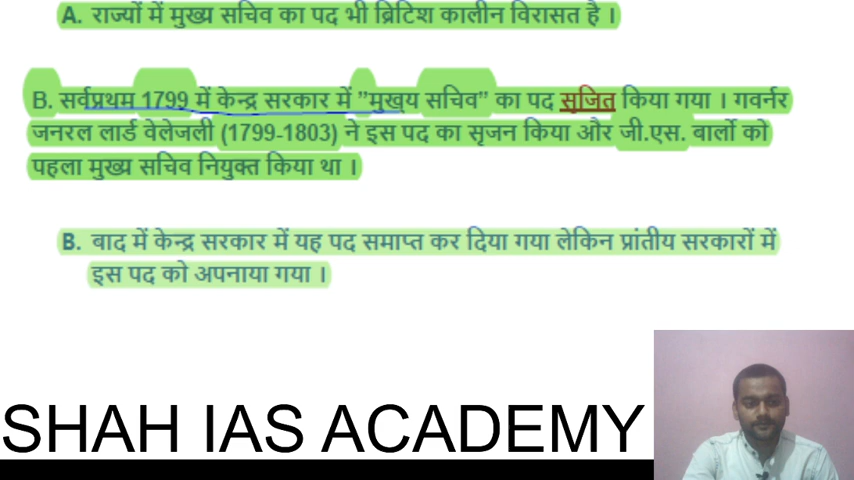 A. राज्यों में मुख्य सचिव का पद भी ब्रिटिश कालीन विरासत है ।
B. सर्वप्रथम 1799 में केन्द्र सरकार में ”मुखय सचिव” का पद सृजित किया गया । गवर्नर
जनरल लार्ड वेलेजली (1799-1803) ने इस पद का सृजन किया और जी.एस. बार्लो को
पहला मुख्य सचिव नियुक्त किया था ।
B. बाद में केन्द्र सरकार में यह पद समाप्त कर दिया गया लेकिन प्रांतीय सरकारों में
इस पद को अपनाया गया ।
SHAH IAS ACADEMY